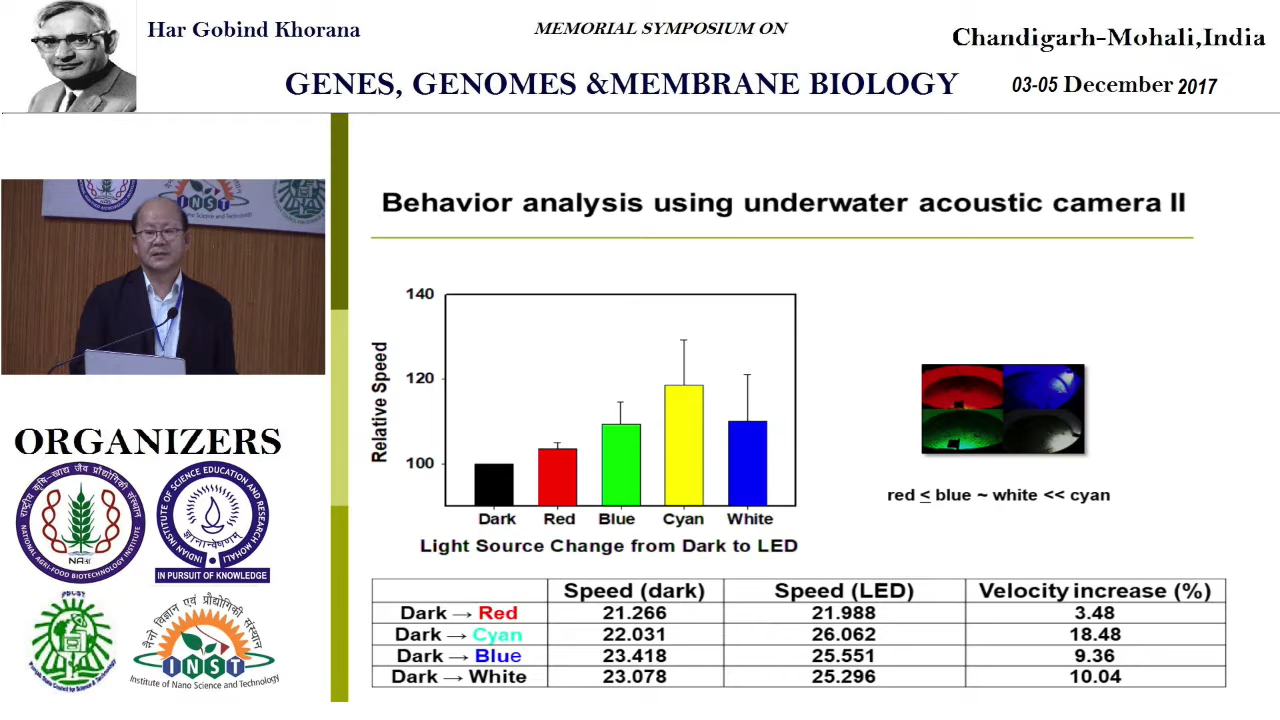 Har Gobind Khorana
MEMORIAL SYMPOSIUM ON
GENES, GENOMES &MEMBRANE BIOLOGY
Chandigarh-Mohali,India
03-05 December 2017
INST
ORGANIZERS
राष्ट्रीय कृषि-खाद्य जैव प्रौद्योगिकी संस्थान
NATIONAL AGRI-FOOD BIOTECHNOLOGY INSTITUTE
INDIAN INSTITUTE OF SCIENCE EDUCATION AND RESEARCH MOHALI
IN PURSUIT OF KNOWLEDGE
नैनो विज्ञान एवं प्रौद्योगिकी संस्थान
INST
Institute of Nano Science and Technology
Behavior analysis using underwater acoustic camera II
140
120
100
Relative Speed
Dark Red Blue Cyan White
Light Source Change from Dark to LED
red < blue ~ white << cyan
Speed (dark) Speed (LED) Velocity increase (%)
Dark → Red 21.266 21.988 3.48
Dark → Cyan 22.031 26.062 18.48
Dark → Blue 23.418 25.551 9.36
Dark → White 23.078 25.296 10.04